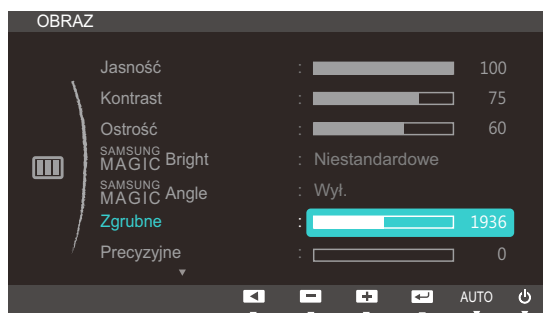 OBRAZ
Jasność : 100
Kontrast : 75
Ostrość : 60
SAMSUNG MAGIC Bright : Niestandardowe
SAMSUNG MAGIC Angle : Wył.
Zgrubne : 1936
Precyzyjne : 0
AUTO